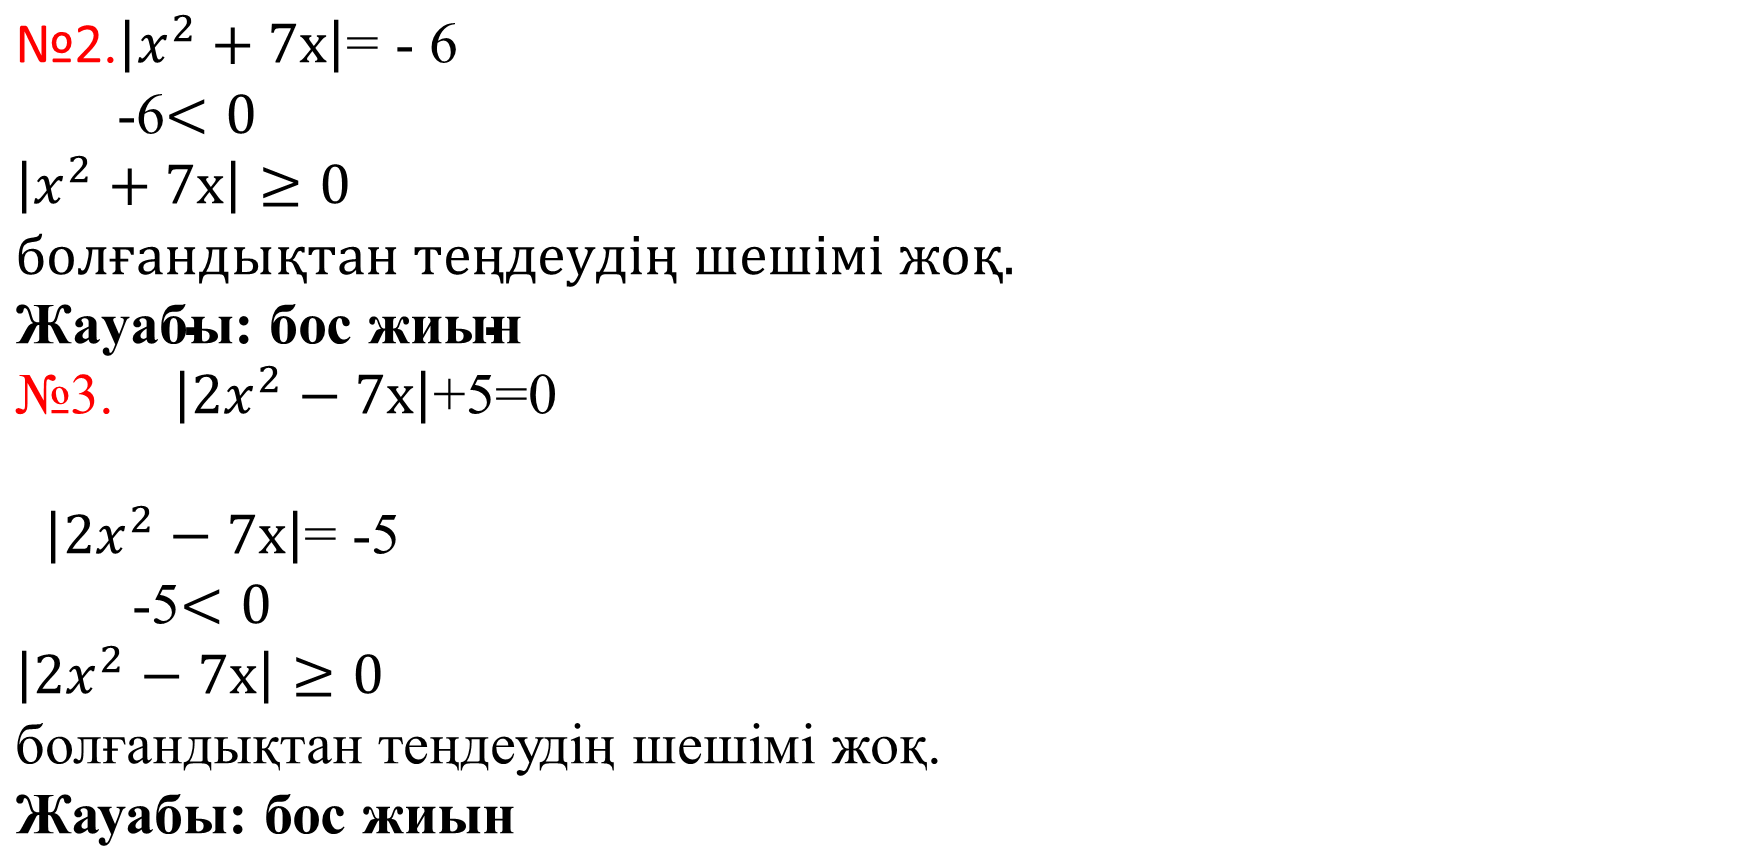 №2.|x² + 7x|= - 6
-6< 0
|x² + 7x| ≥ 0
болғандықтан теңдеудің шешімі жоқ.
Жауабы: бос жиын
№3. |2x² − 7x|+5=0
|2x² − 7x|= -5
-5< 0
|2x² − 7x| ≥ 0
болғандықтан теңдеудің шешімі жоқ.
Жауабы: бос жиын